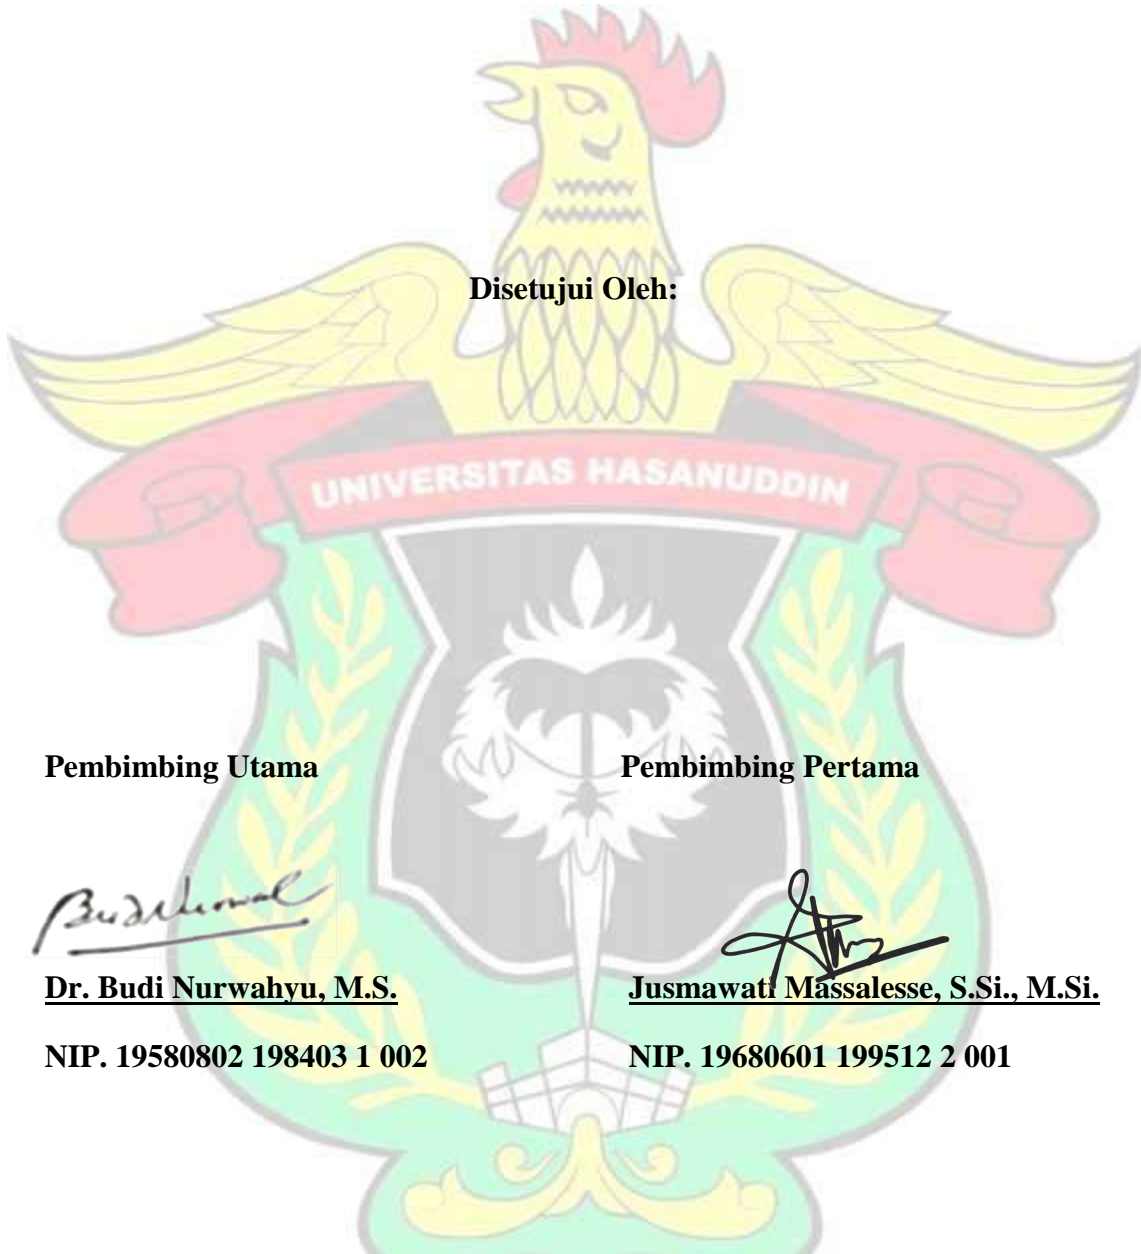 Disetujui Oleh:
UNIVERSITAS HASANUDDIN
Pembimbing Utama Pembimbing Pertama
Dr. Budi Nurwahyu, M.S. Jusmawati Massalesse, S.Si., M.Si.
NIP. 19580802 198403 1 002 NIP. 19680601 199512 2 001